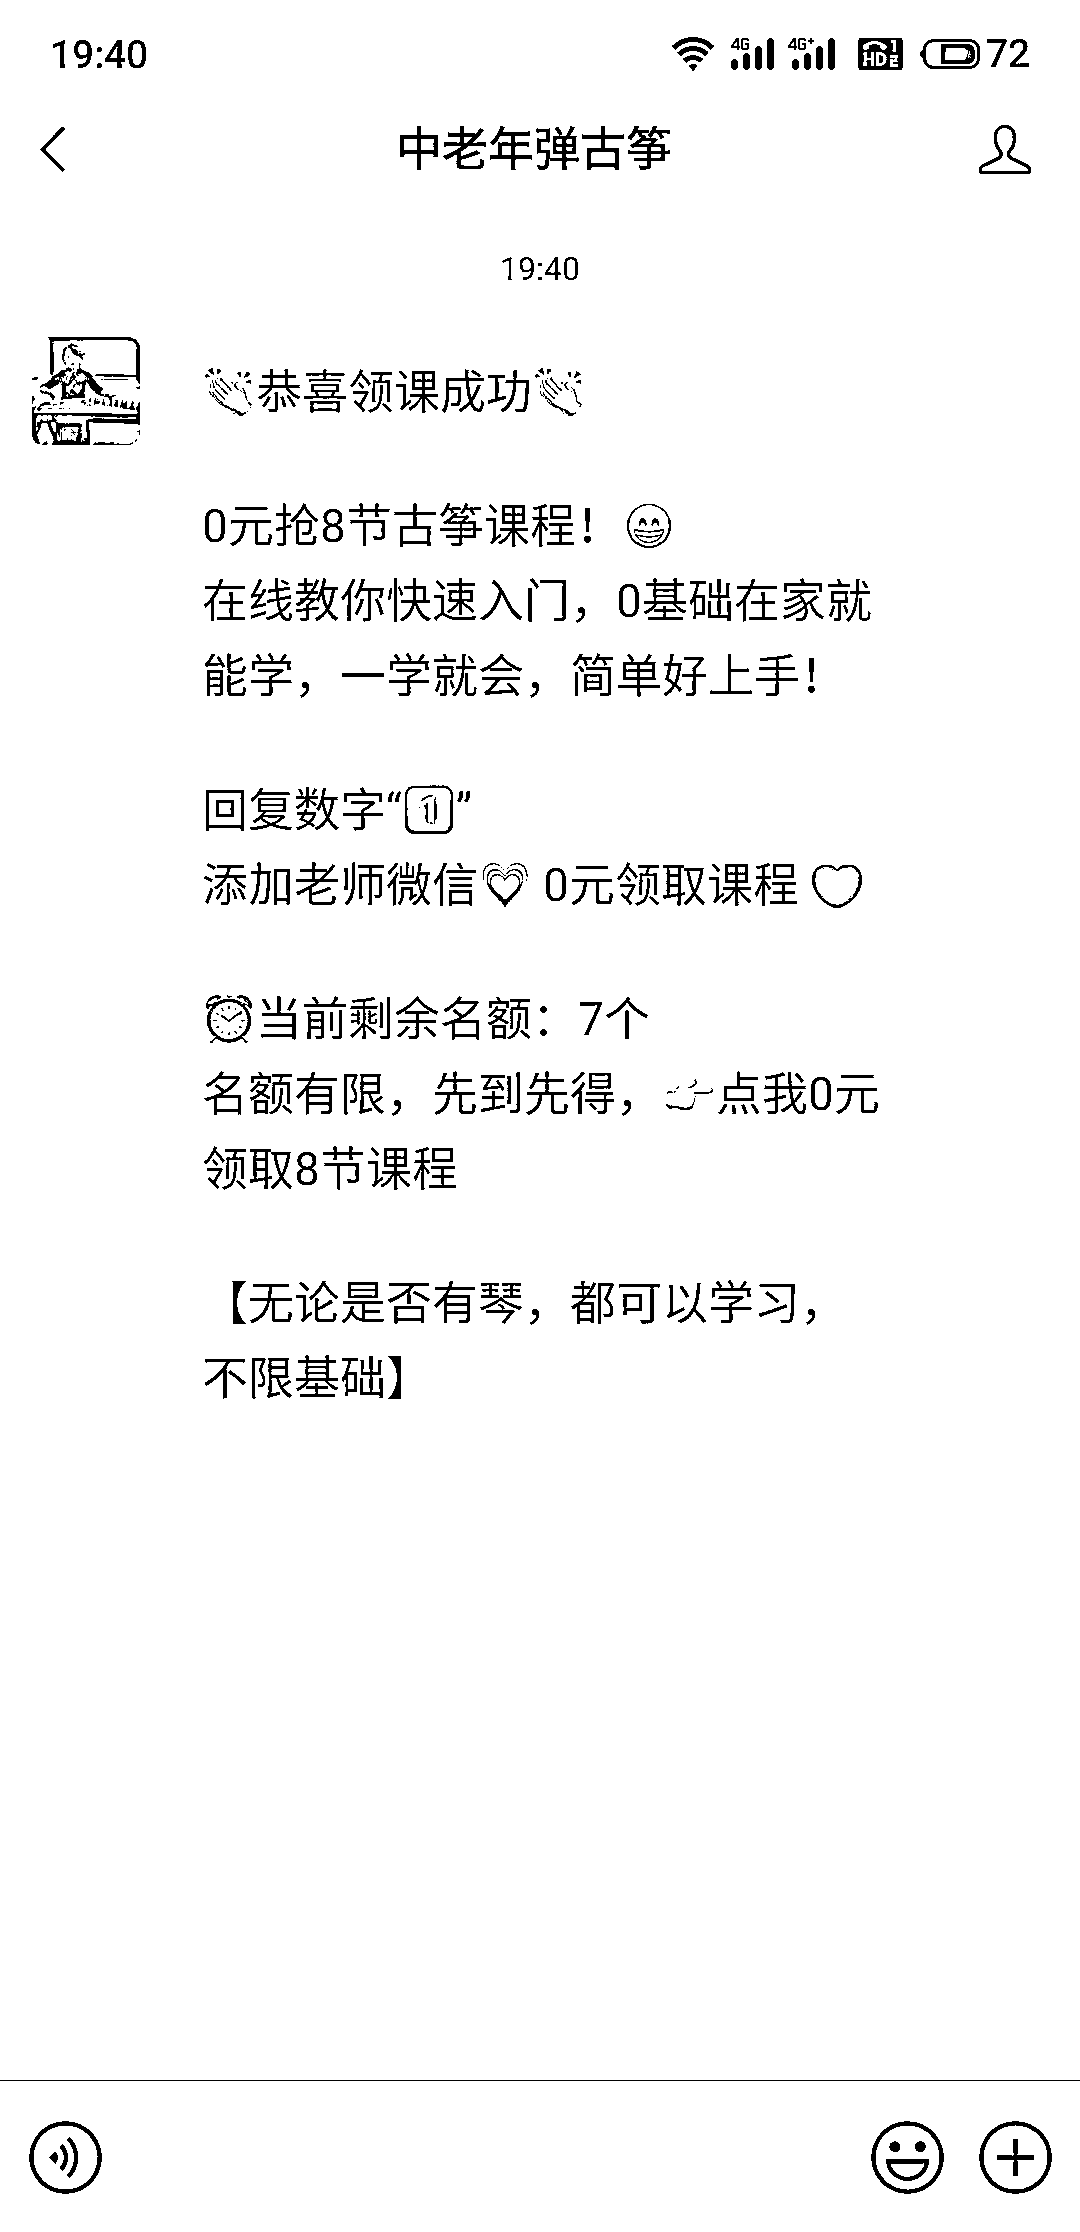 19:40
4G 4G+ HD 1 2 72
中老年弹古筝
19:40
👏恭喜领课成功👏
0元抢8节古筝课程！😁
在线教你快速入门，0基础在家就
能学，一学就会，简单好上手！
回复数字“1️⃣”
添加老师微信💗 0元领取课程 ♡
⏰当前剩余名额：7个
名额有限，先到先得，👉点我0元
领取8节课程
【无论是否有琴，都可以学习，
不限基础】